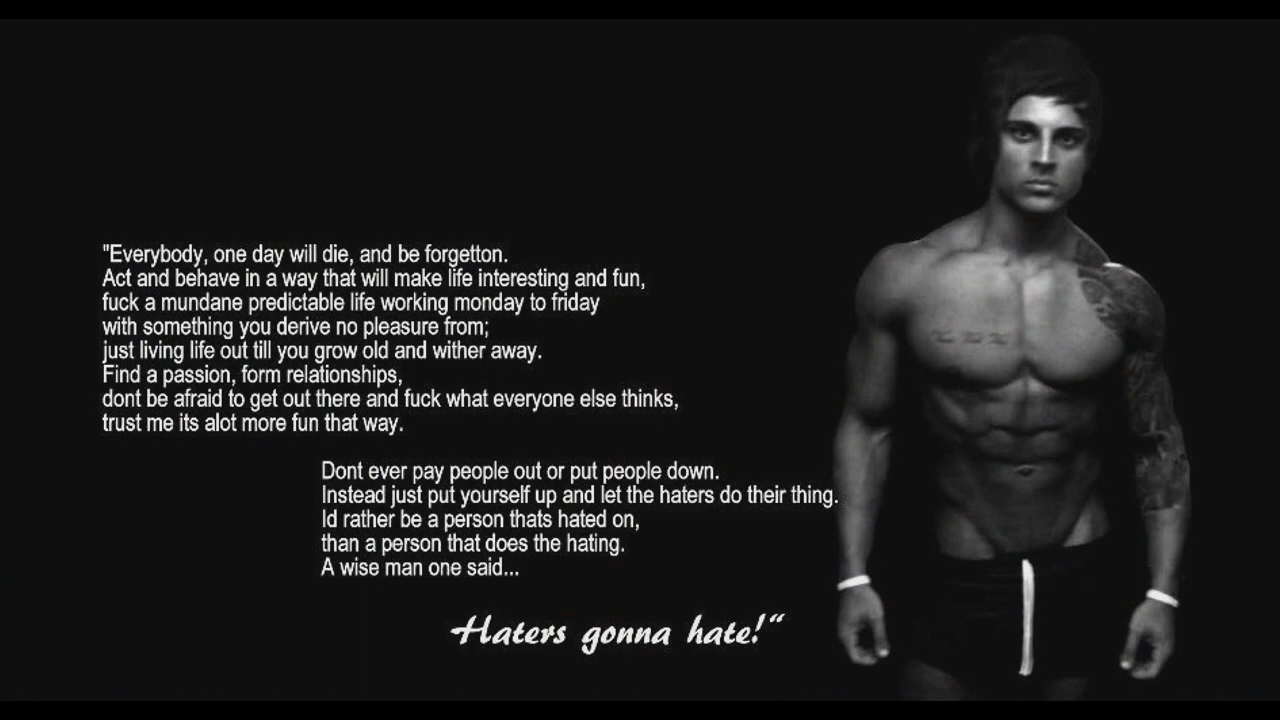 "Everybody, one day will die, and be forgetton.
Act and behave in a way that will make life interesting and fun,
fuck a mundane predictable life working monday to friday
with something you derive no pleasure from;
just living life out till you grow old and wither away.
Find a passion, form relationships,
dont be afraid to get out there and fuck what everyone else thinks,
trust me its alot more fun that way.
Dont ever pay people out or put people down.
Instead just put yourself up and let the haters do their thing.
Id rather be a person thats hated on,
than a person that does the hating.
A wise man one said...
Haters gonna hate!“